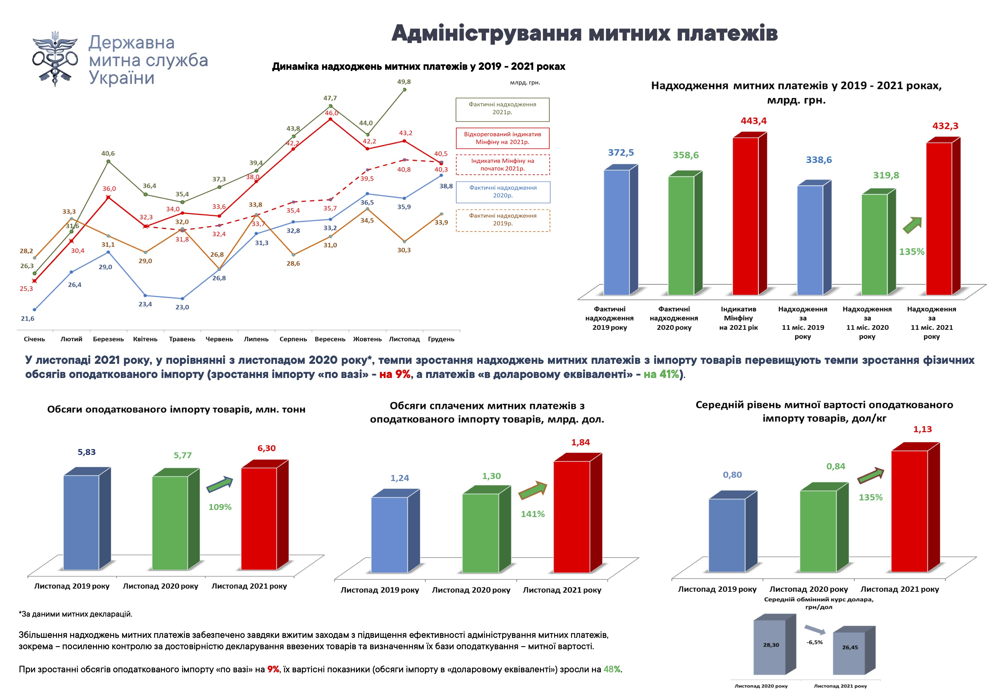 Адміністрування митних платежів
Державна
митна служба
України
Динаміка надходжень митних платежів у 2019 - 2021 роках
млрд. грн.
49,8
47,7
46,0
44,0
43,8
42,2
42,2
43,2
40,6
39,4
38,0
40,5
40,3
40,8
39,5
38,8
37,3
36,4
36,0
35,4
34,0
33,6
33,8
33,3
32,3
32,0
31,8
32,4
33,7
35,4
35,7
36,5
35,9
31,6
31,1
30,4
29,0
28,2
26,3
25,3
26,8
26,8
31,3
32,8
33,2
34,5
33,9
28,6
31,0
30,3
29,0
26,4
23,4
23,0
21,6
Фактичні надходження
2021р.
Відкорегований індикатив
Мінфіну на 2021р.
Індикатив Мінфіну на
початок 2021р.
Фактичні надходження
2020р.
Фактичні надходження
2019р.
Січень Лютий Березень Квітень Травень Червень Липень Серпень Вересень Жовтень Листопад Грудень
Надходження митних платежів у 2019 - 2021 роках,
млрд. грн.
372,5
358,6
443,4
338,6
319,8
432,3
135%
Фактичні
надходження
2019 року
Фактичні
надходження
2020 року
Індикатив
Мінфіну
на 2021 рік
Надходження
за
11 міс. 2019
року
Надходження
за
11 міс. 2020
року
Надходження
за
11 міс. 2021
року
У листопаді 2021 року, у порівнянні з листопадом 2020 року*, темпи зростання надходжень митних платежів з імпорту товарів перевищують темпи зростання фізичних
обсягів оподаткованого імпорту (зростання імпорту «по вазі» - на 9%, а платежів «в доларовому еквіваленті» - на 41%).
Обсяги оподаткованого імпорту товарів, млн. тонн
5,83
5,77
6,30
109%
Листопад 2019 року Листопад 2020 року Листопад 2021 року
Обсяги сплачених митних платежів з
оподаткованого імпорту товарів, млрд. дол.
1,24
1,30
1,84
141%
Листопад 2019 року Листопад 2020 року Листопад 2021 року
Середній рівень митної вартості оподаткованого
імпорту товарів, дол/кг
0,80
0,84
1,13
135%
Листопад 2019 року Листопад 2020 року Листопад 2021 року
Середній обмінний курс долара,
грн/дол
28,30
-6,5%
26,45
Листопад 2020 року Листопад 2021 року
*За даними митних декларацій.
Збільшення надходжень митних платежів забезпечено завдяки вжитим заходам з підвищення ефективності адміністрування митних платежів,
зокрема – посиленню контролю за достовірністю декларування ввезених товарів та визначенням їх бази оподаткування – митної вартості.
При зростанні обсягів оподаткованого імпорту «по вазі» на 9%, їх вартісні показники (обсяги імпорту в «доларовому еквіваленті») зросли на 48%.